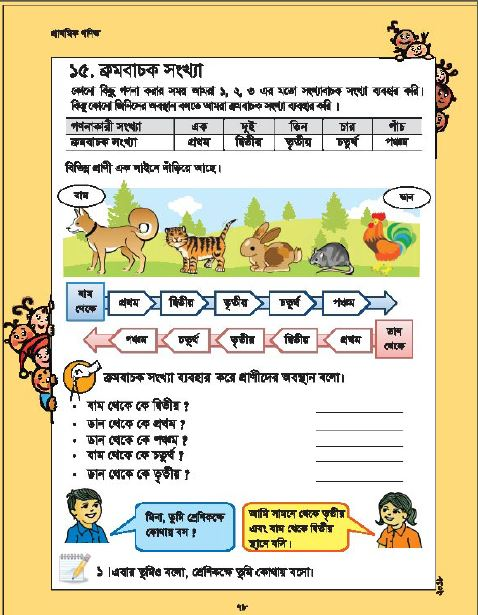 প্রাথমিক গণিত
১৫. ক্রমবাচক সংখ্যা
কোনো কিছু গণনা করার সময় আমরা ১, ২, ৩ এর মতো সংখ্যাবাচক সংখ্যা ব্যবহার করি।
কিন্তু কোনো জিনিসের অবস্থান বলতে আমরা ক্রমবাচক সংখ্যা ব্যবহার করি ।
গণনাকারী সংখ্যা এক দুই তিন চার পাঁচ
ক্রমবাচক সংখ্যা প্রথম দ্বিতীয় তৃতীয় চতুর্থ পঞ্চম
বিভিন্ন প্রাণী এক লাইনে দাঁড়িয়ে আছে।
বাম ডান
বাম থেকে প্রথম দ্বিতীয় তৃতীয় চতুর্থ পঞ্চম
পঞ্চম চতুর্থ তৃতীয় দ্বিতীয় প্রথম ডান থেকে
ক্রমবাচক সংখ্যা ব্যবহার করে প্রাণীদের অবস্থান বলো।
• বাম থেকে কে দ্বিতীয় ?
• ডান থেকে কে প্রথম ?
• ডান থেকে কে পঞ্চম ?
• বাম থেকে কে চতুর্থ ?
• ডান থেকে কে তৃতীয় ?
মিনা, তুমি শ্রেণিকক্ষে
কোথায় বস ?
আমি সামনে থেকে তৃতীয়
এবং বাম থেকে দ্বিতীয়
স্থানে বসি।
১ । এবার তুমিও বলো, শ্রেণিকক্ষে তুমি কোথায় বসো।
৭৮